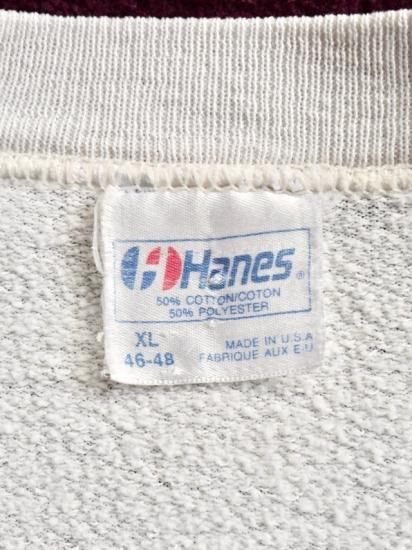 Hanes®
50% COTTON/COTON
50% POLYESTER
XL
46-48
MADE IN U.S.A
FABRIQUE AUX E-U